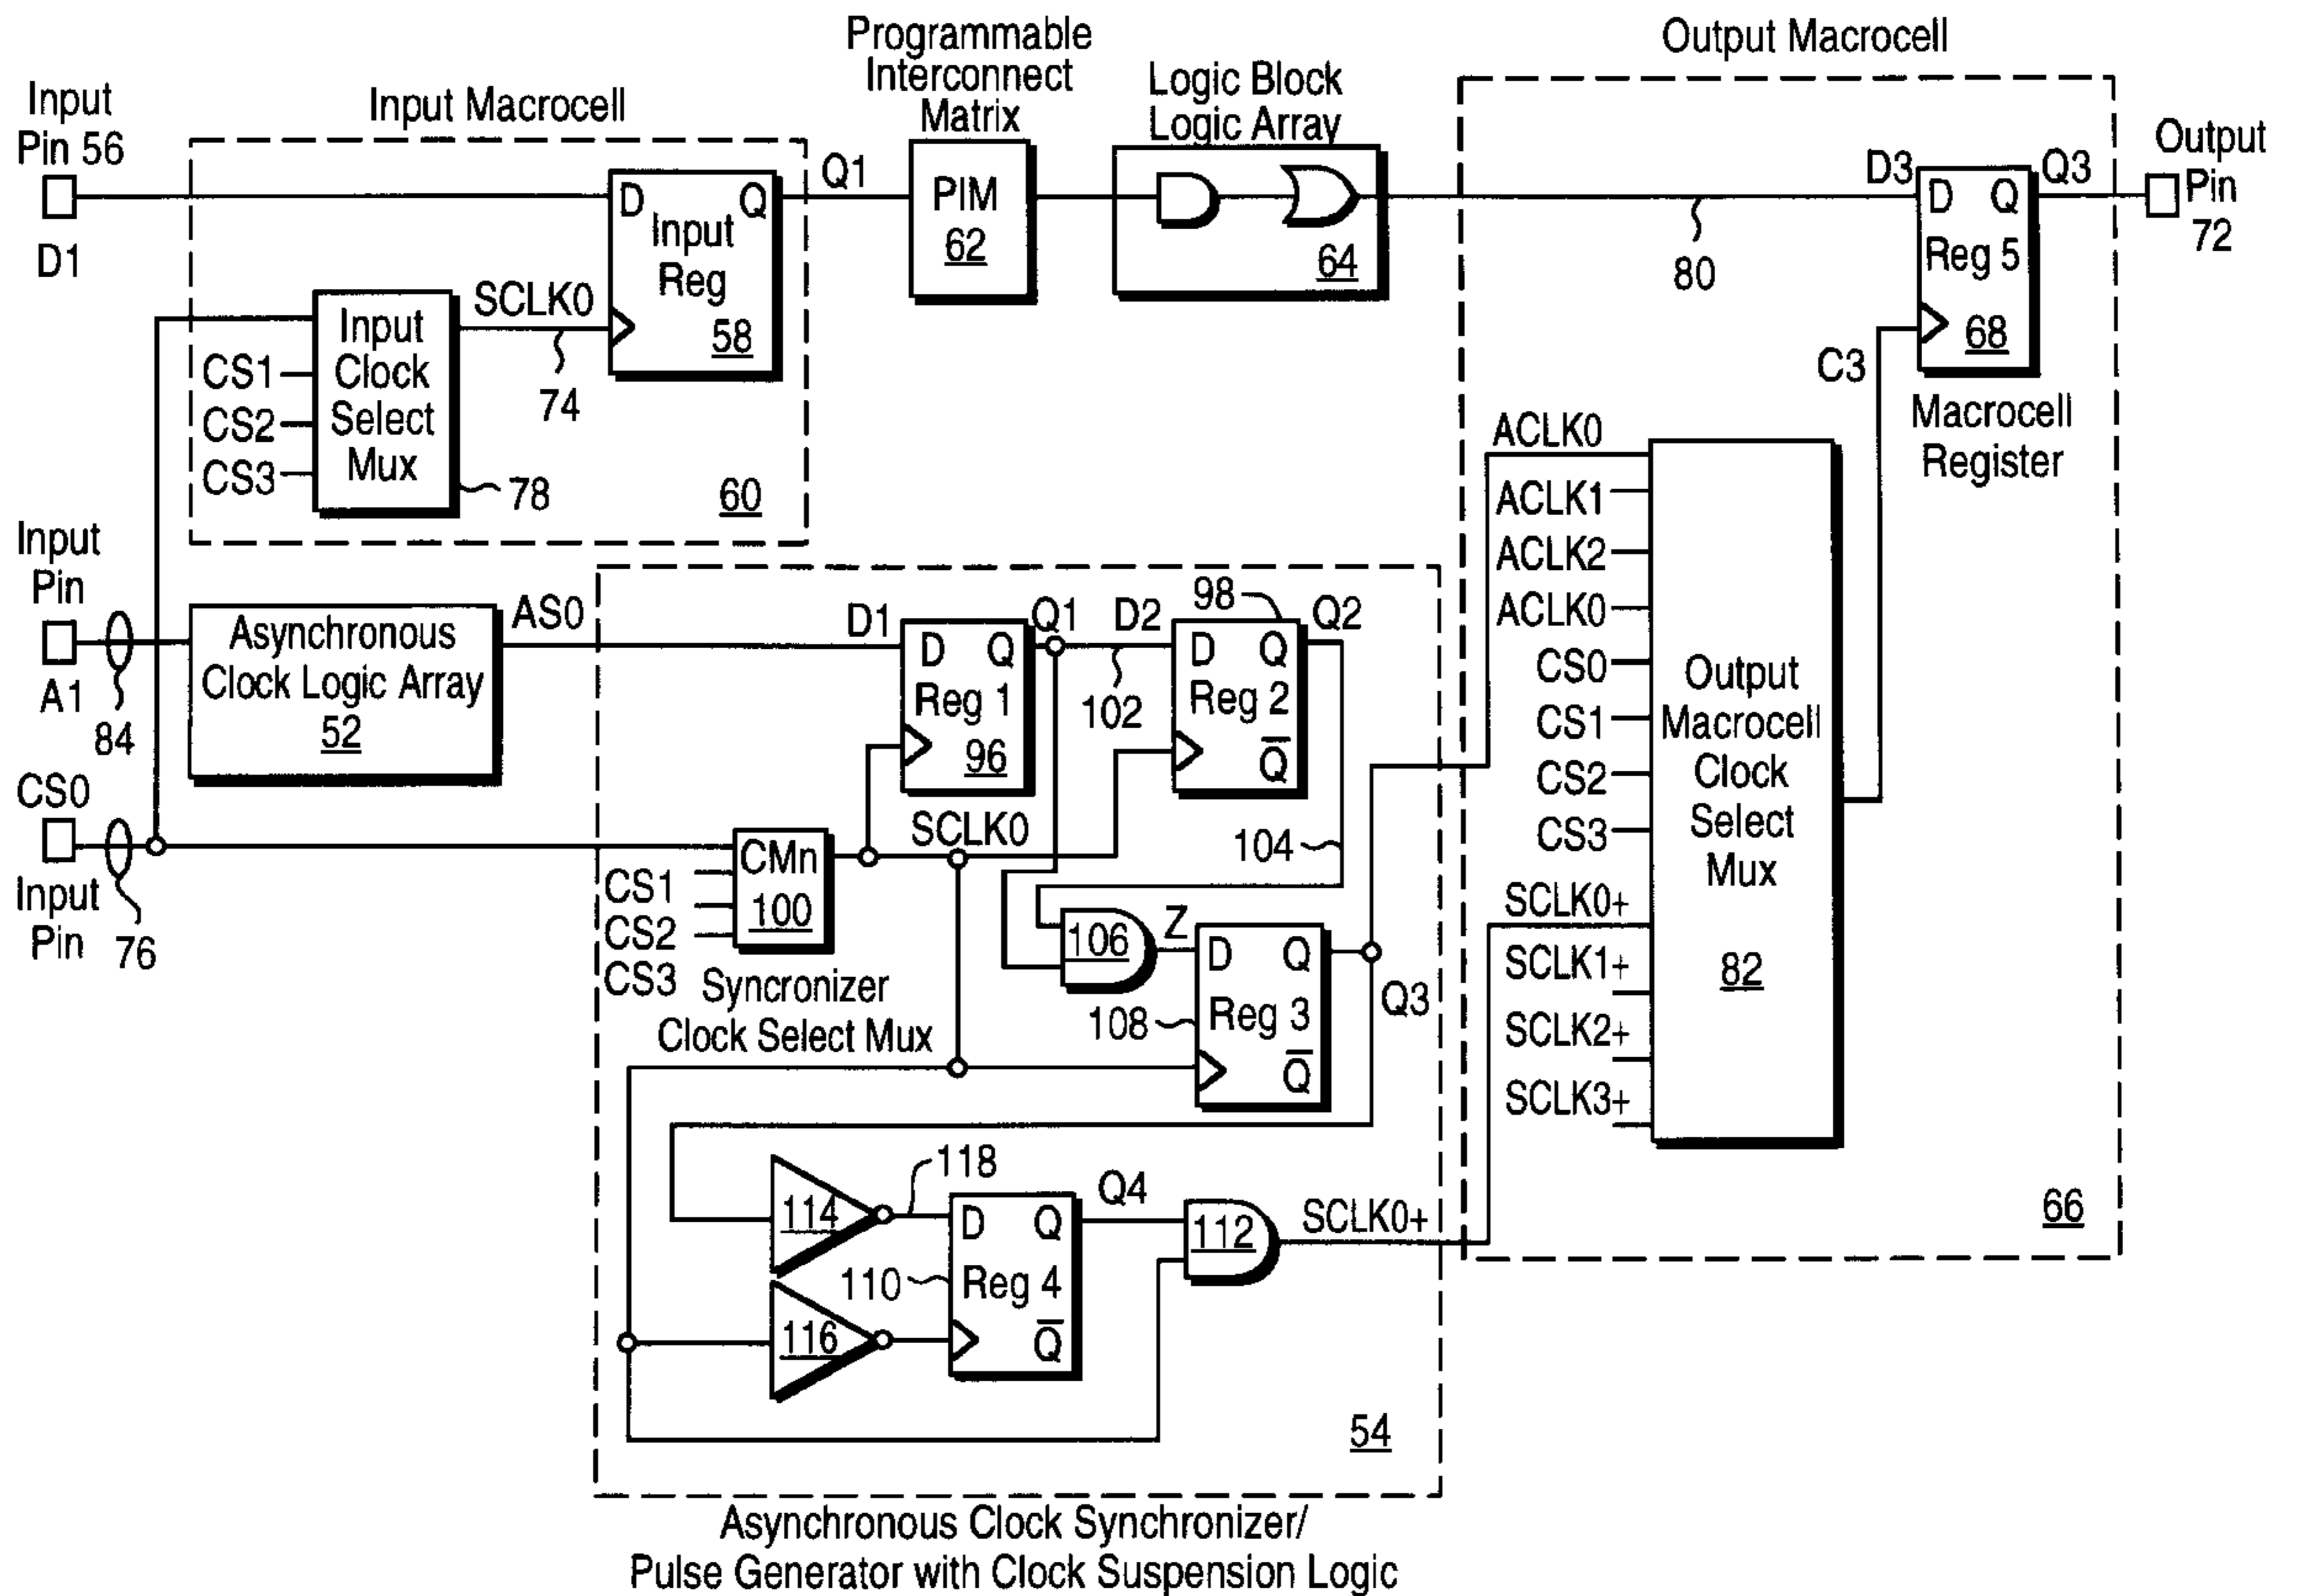 Programmable
Interconnect
Matrix
Logic Block
Logic Array
Output Macrocell
Input
Pin 56
D1
Input Macrocell
D
Q
Input
Reg
58
Q1
PIM
62
64
80
D3
D
Q
Reg 5
68
Q3
Output
Pin
72
Macrocell
Register
C3
Input
Clock
Select
Mux
CS1
CS2
CS3
SCLK0
74
78
60
Input
Pin
A1
84
Asynchronous
Clock Logic Array
52
AS0
CS0
Input
Pin
76
D1
D
Q
Reg 1
96
Q1
D2
102
98
D
Q
Reg 2
Q̅
Q2
104
SCLK0
CMn
100
CS1
CS2
CS3
Syncronizer
Clock Select Mux
106
Z
D
Q
Reg 3
Q̅
108
Q3
114
116
118
110
D
Q
Reg 4
Q̅
Q4
112
SCLK0+
54
ACLK0
ACLK1
ACLK2
ACLK0
CS0
CS1
CS2
CS3
SCLK0+
SCLK1+
SCLK2+
SCLK3+
Output
Macrocell
Clock
Select
Mux
82
66
Asynchronous Clock Synchronizer/
Pulse Generator with Clock Suspension Logic